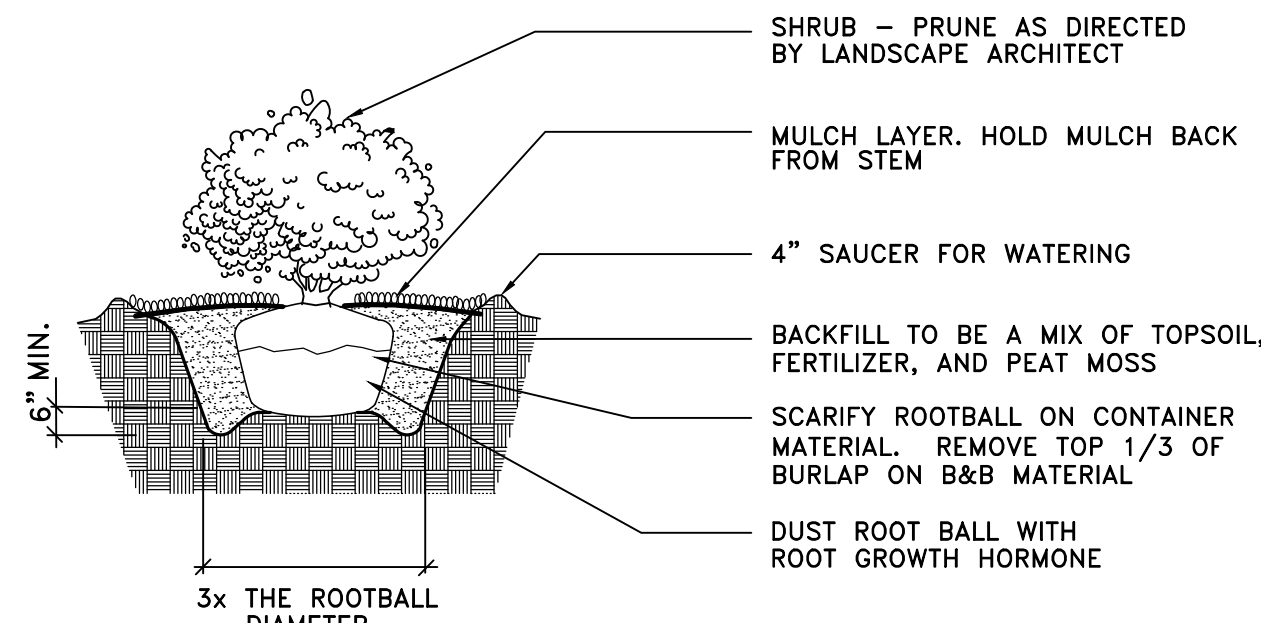 SHRUB – PRUNE AS DIRECTED
BY LANDSCAPE ARCHITECT
MULCH LAYER. HOLD MULCH BACK
FROM STEM
4" SAUCER FOR WATERING
BACKFILL TO BE A MIX OF TOPSOIL,
FERTILIZER, AND PEAT MOSS
SCARIFY ROOTBALL ON CONTAINER
MATERIAL. REMOVE TOP 1/3 OF
BURLAP ON B&B MATERIAL
DUST ROOT BALL WITH
ROOT GROWTH HORMONE
6" MIN.
3x THE ROOTBALL
DIAMETER